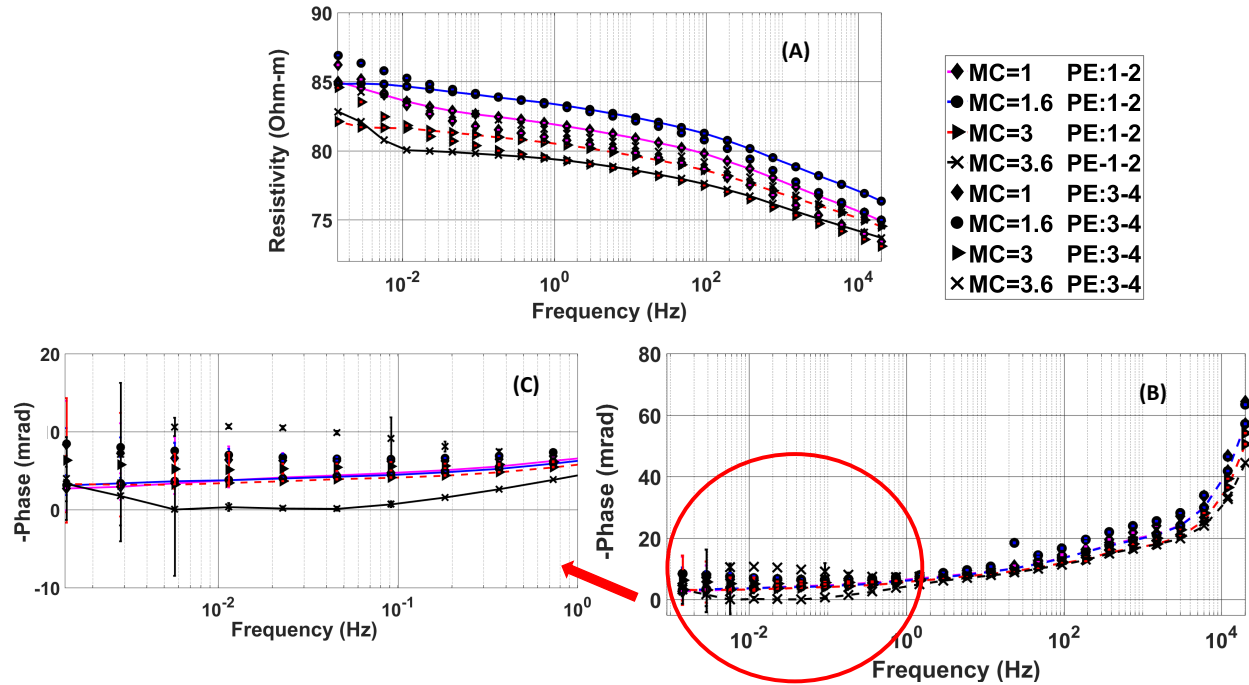 90
85
80
75
Resistivity (Ohm-m)
(A)
10-2
100
102
104
Frequency (Hz)
MC=1 PE:1-2
MC=1.6 PE:1-2
MC=3 PE:1-2
MC=3.6 PE-1-2
MC=1 PE:3-4
MC=1.6 PE:3-4
MC=3 PE:3-4
MC=3.6 PE:3-4
20
0
0
-10
-Phase (mrad)
(C)
10-2
10-1
100
Frequency (Hz)
80
60
40
20
0
-Phase (mrad)
(B)
10-2
100
102
104
Frequency (Hz)